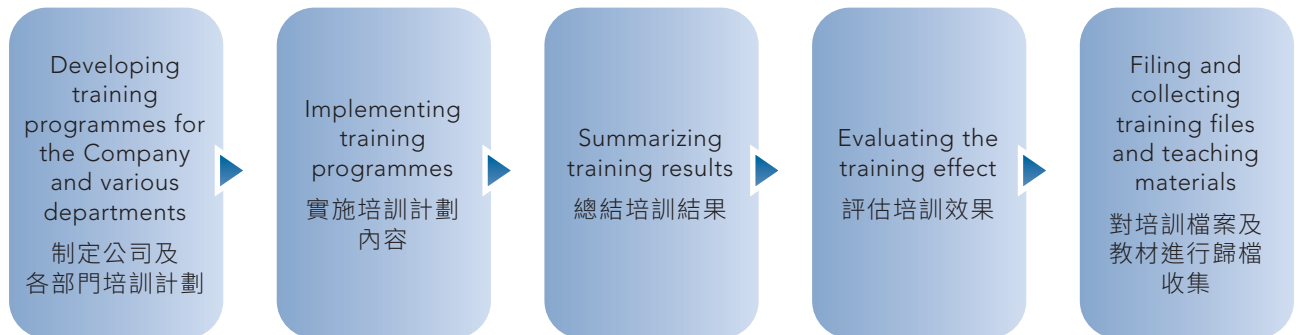 Developing
training
programmes for
the Company
and various
departments
制定公司及
各部門培訓計劃
Implementing
training
programmes
實施培訓計劃
內容
Summarizing
training results
總結培訓結果
Evaluating the
training effect
評估培訓效果
Filing and
collecting
training files
and teaching
materials
對培訓檔案及
教材進行歸檔
收集